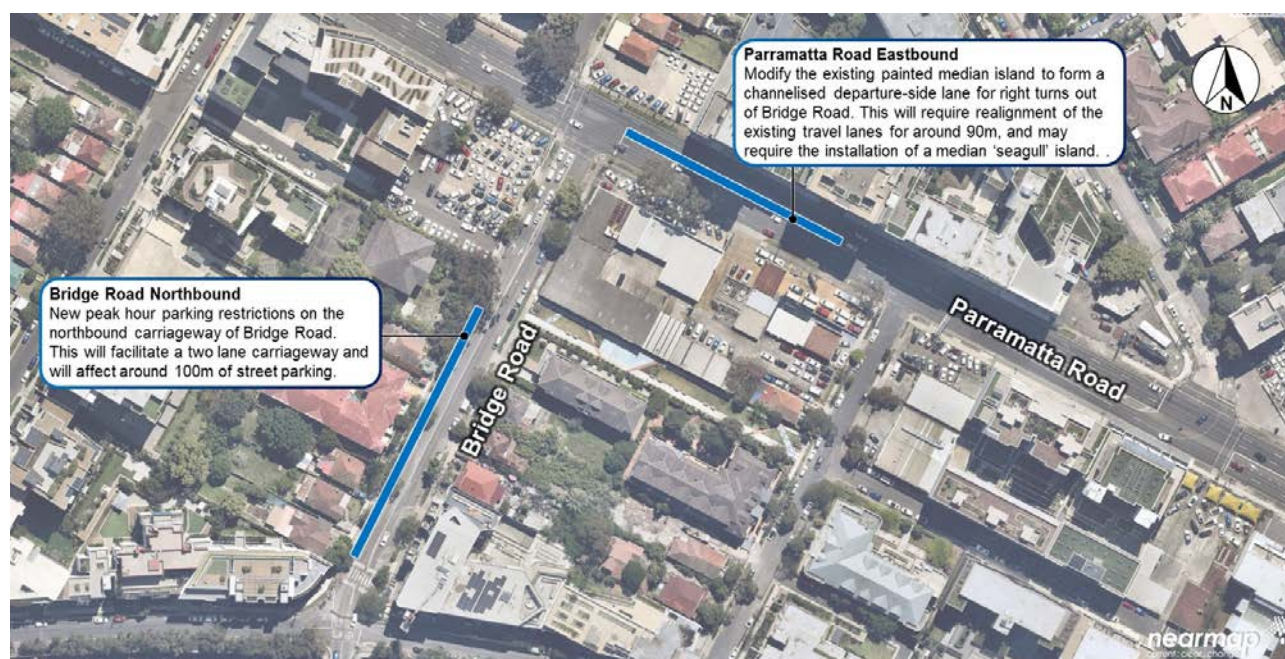 Parramatta Road Eastbound
Modify the existing painted median island to form a
channelised departure-side lane for right turns out
of Bridge Road. This will require realignment of the
existing travel lanes for around 90m, and may
require the installation of a median ‘seagull’ island. .
N
Bridge Road Northbound
New peak hour parking restrictions on the
northbound carriageway of Bridge Road.
This will facilitate a two lane carriageway and
will affect around 100m of street parking.
Bridge Road
Parramatta Road
nearmap